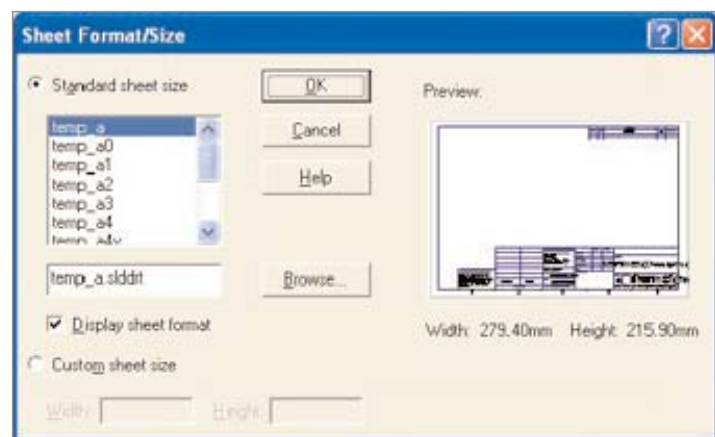 Sheet Format/Size
Standard sheet size
OK
Preview:
temp_a
temp_a0
temp_a1
temp_a2
temp_a3
temp_a4
temp_a4v
Cancel
Help
temp_a.slddrt
Browse...
Display sheet format
Width: 279.40mm Height: 215.90mm
Custom sheet size
Width: Height: